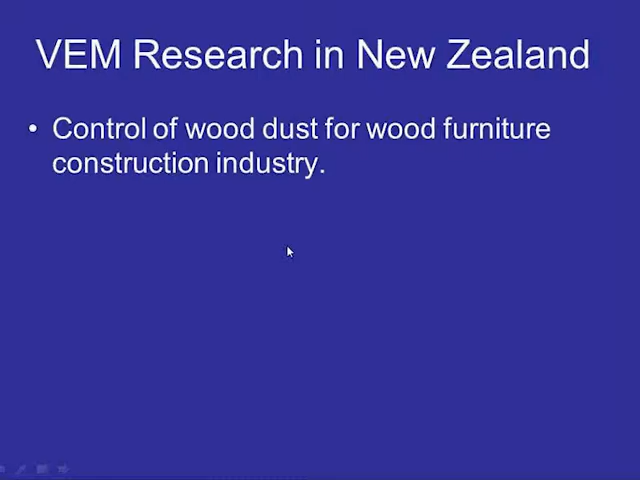 VEM Research in New Zealand
• Control of wood dust for wood furniture
construction industry.